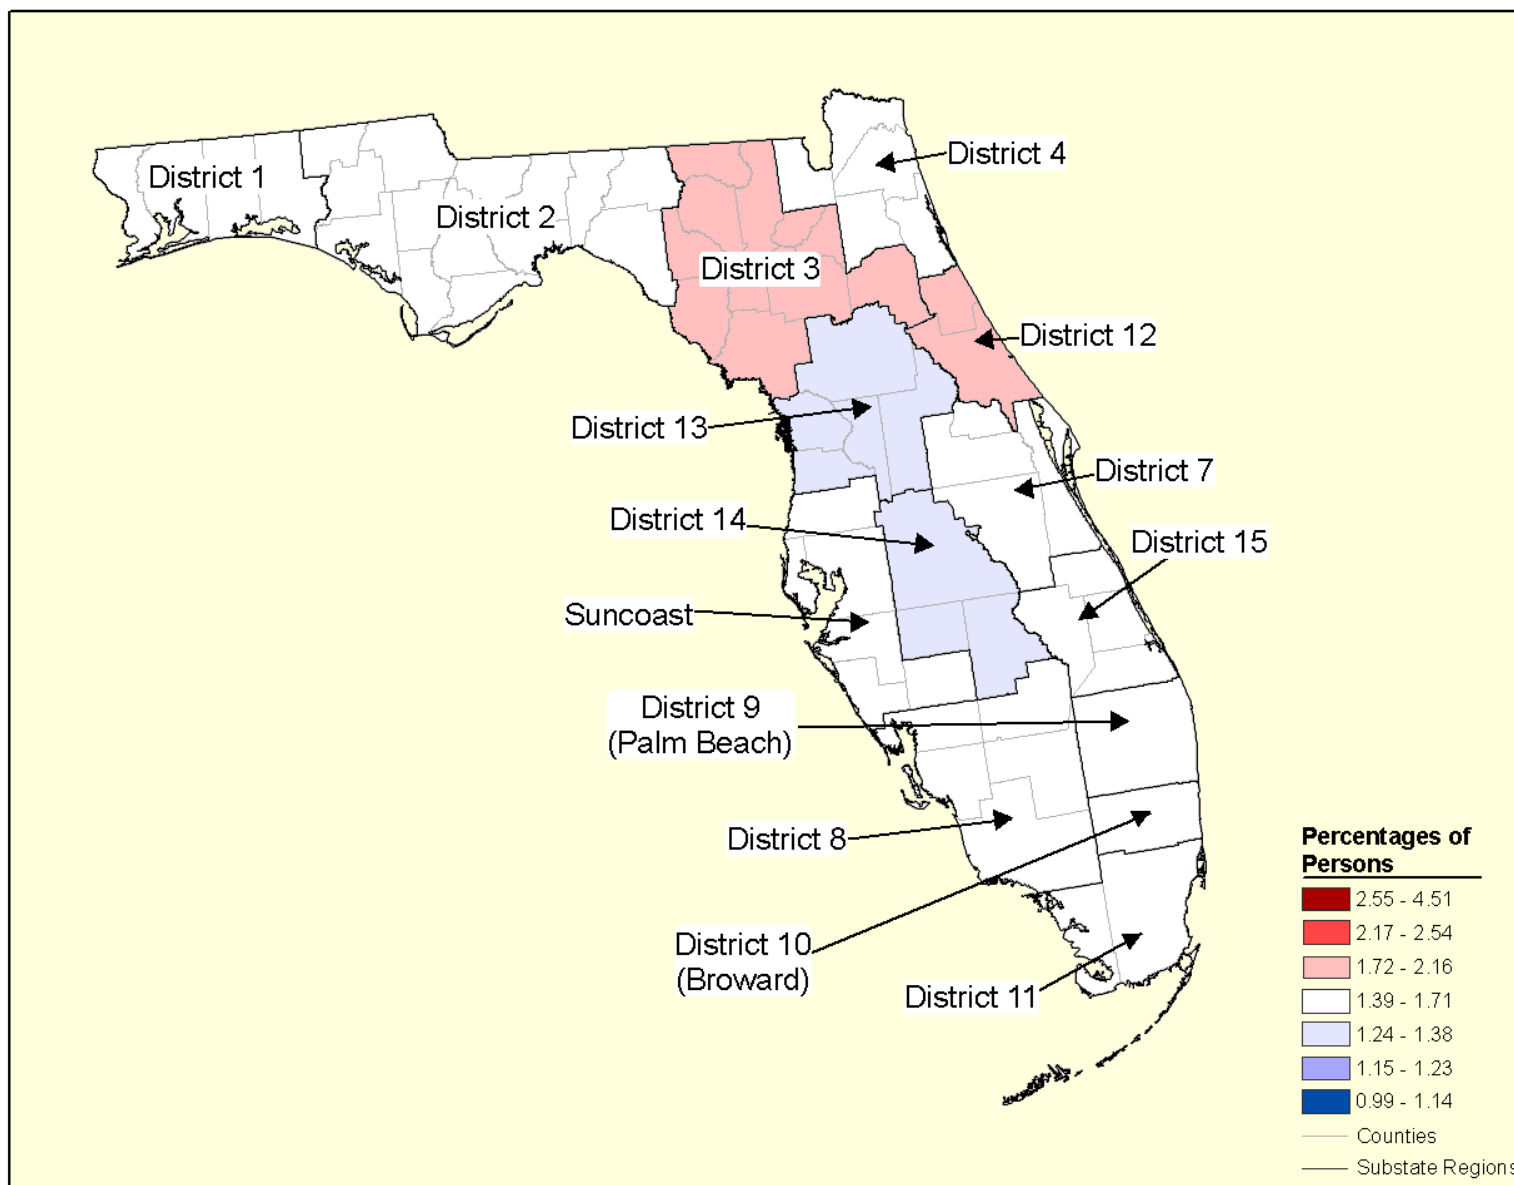 District 4
District 1
District 2
District 3
District 12
District 13
District 7
District 14
District 15
Suncoast
District 9
(Palm Beach)
District 8
District 10
(Broward)
District 11
Percentages of
Persons
2.55 - 4.51
2.17 - 2.54
1.72 - 2.16
1.39 - 1.71
1.24 - 1.38
1.15 - 1.23
0.99 - 1.14
Counties
Substate Regions